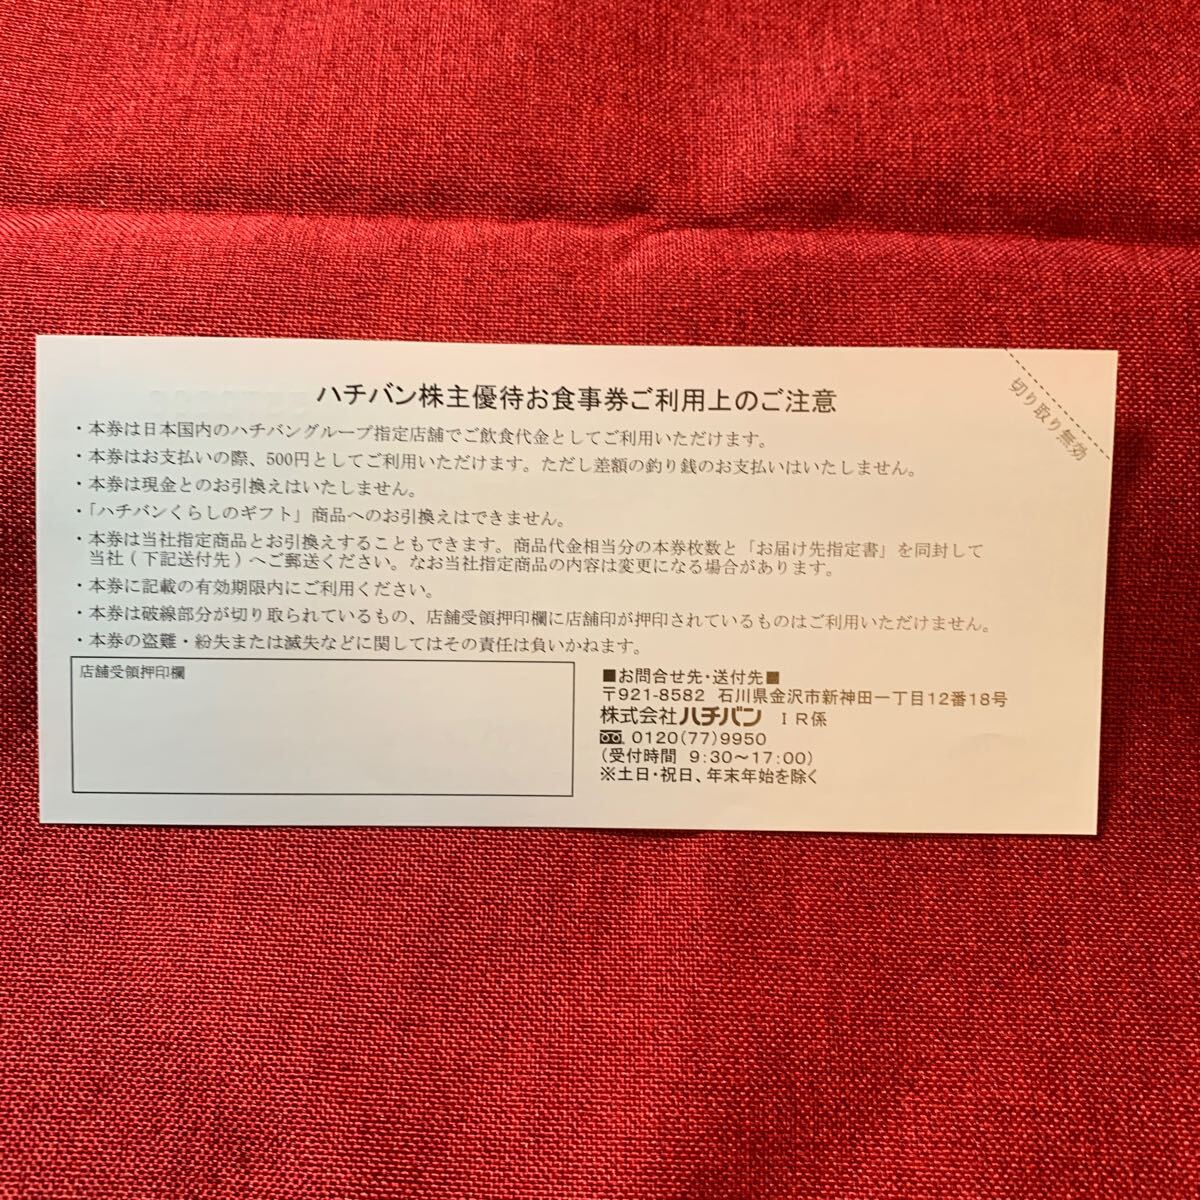 ハチバン株主優待お食事券ご利用上のご注意
切り取り無効
・本券は日本国内のハチバングループ指定店舗でご飲食代金としてご利用いただけます。
・本券はお支払いの際、500円としてご利用いただけます。ただし差額の釣り銭のお支払いはいたしません。
・本券は現金とのお引換えはいたしません。
・「ハチバンくらしのギフト」商品へのお引換えはできません。
・本券は当社指定商品とお引換えすることもできます。商品代金相当分の本券枚数と「お届け先指定書」を同封して
当社(下記送付先)へご郵送ください。なお当社指定商品の内容は変更になる場合があります。
・本券に記載の有効期限内にご利用ください。
・本券は破線部分が切り取られているもの、店舗受領押印欄に店舗印が押印されているものはご利用いただけません。
・本券の盗難・紛失または滅失などに関してはその責任は負いかねます。
店舗受領押印欄
■お問合せ先・送付先■
〒921-8582 石川県金沢市新神田一丁目12番18号
株式会社ハチバン IR係
0120(77)9950
(受付時間 9:30～17:00)
※土日・祝日、年末年始を除く